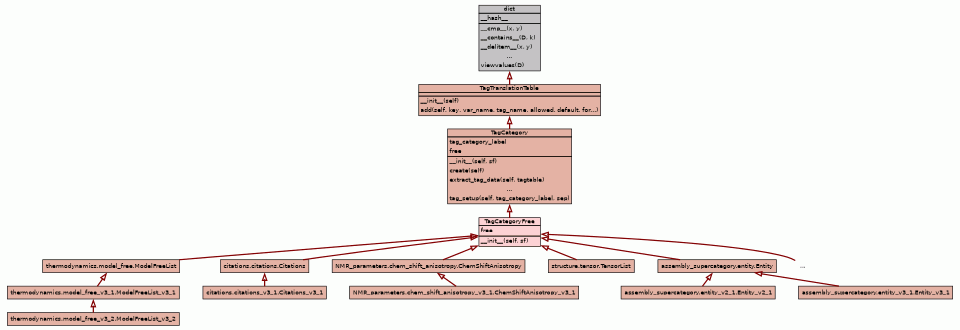 dict
__hash__
__cmp__(x, y)
__contains__(D, k)
__delitem__(x, y)
...
viewvalues(D)
TagTranslationTable
__init__(self)
add(self, key, var_name, tag_name, allowed, default, for...)
TagCategory
tag_category_label
free
__init__(self, sf)
create(self)
extract_tag_data(self, tagtable)
...
tag_setup(self, tag_category_label, sep)
TagCategoryFree
free
__init__(self, sf)
thermodynamics.model_free.ModelFreeList
citations.citations.Citations
NMR_parameters.chem_shift_anisotropy.ChemShiftAnisotropy
structure.tensor.TensorList
assembly_supercategory.entity.Entity
...
thermodynamics.model_free_v3_1.ModelFreeList_v3_1
citations.citations_v3_1.Citations_v3_1
NMR_parameters.chem_shift_anisotropy_v3_1.ChemShiftAnisotropy_v3_1
assembly_supercategory.entity_v2_1.Entity_v2_1
assembly_supercategory.entity_v3_1.Entity_v3_1
thermodynamics.model_free_v3_2.ModelFreeList_v3_2